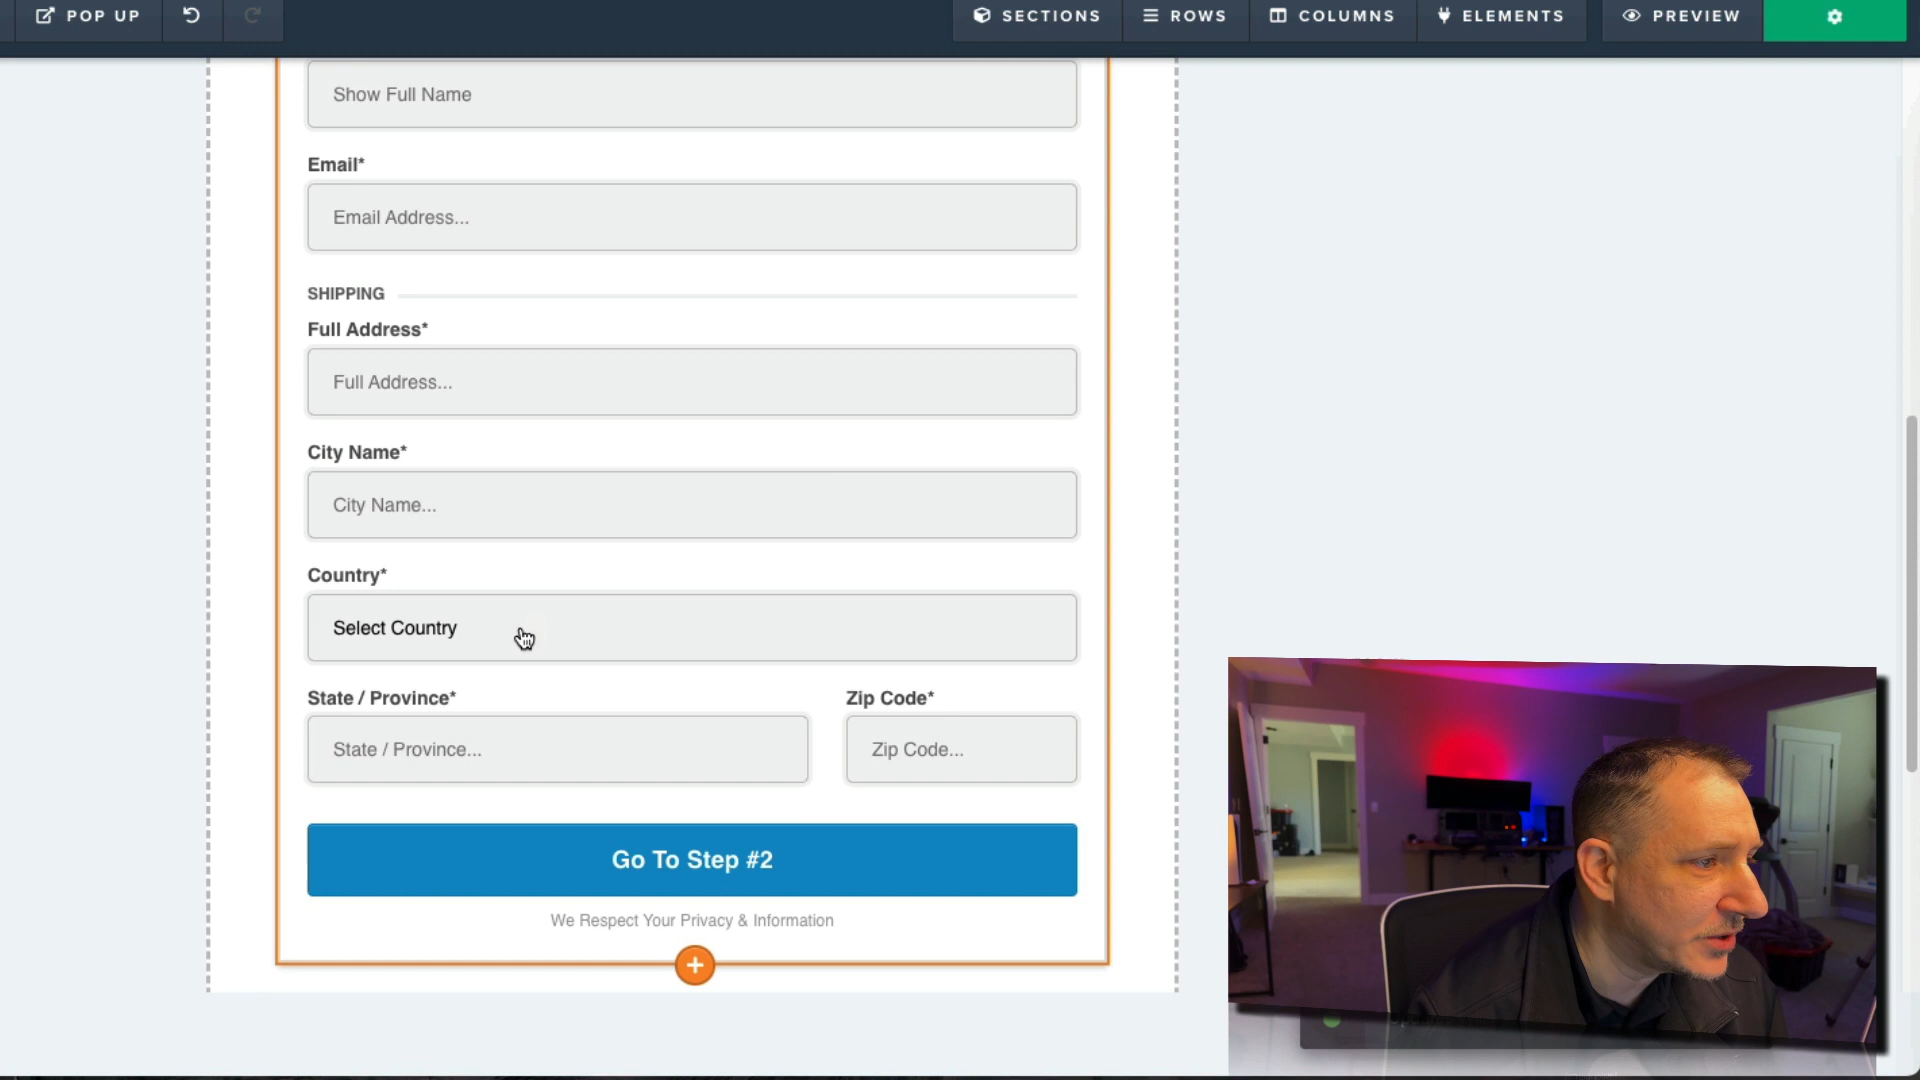 POP UP
SECTIONS
ROWS
COLUMNS
ELEMENTS
PREVIEW
Show Full Name
Email*
Email Address...
SHIPPING
Full Address*
Full Address...
City Name*
City Name...
Country*
Select Country
State / Province*
Zip Code*
State / Province...
Zip Code...
Go To Step #2
We Respect Your Privacy & Information